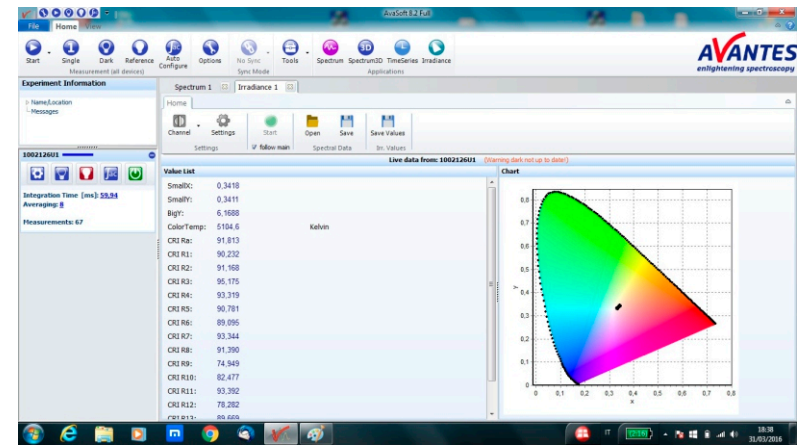 AvaSoft 8.2 Full
File Home View
Start Single Dark Reference Auto Configure Options No Sync Tools Spectrum Spectrum3D TimeSeries Irradiance
Measurement (all devices) Sync Mode Applications
AVANTES
enlightening spectroscopy
Experiment Information
Name/Location
Messages
1002126U1
Integration Time [ms]: 59,94
Averaging: 8
Measurements: 67
Spectrum 1 Irradiance 1
Home
Channel Settings Start Open Save Save Values
follow main
Settings Spectral Data Irr. Values
Live data from: 1002126U1 (Warning dark not up to date!)
Value List
SmallX: 0,3418
SmallY: 0,3411
BigY: 6,1688
ColorTemp: 5104,6 Kelvin
CRI Ra: 91,813
CRI R1: 90,232
CRI R2: 91,168
CRI R3: 95,175
CRI R4: 93,319
CRI R5: 90,781
CRI R6: 89,095
CRI R7: 93,344
CRI R8: 91,390
CRI R9: 74,949
CRI R10: 82,477
CRI R11: 93,392
CRI R12: 78,282
CRI R13: 89,669
Chart
0,8
0,7
0,6
0,5
0,4
0,3
0,2
0,1
0
y
0 0,1 0,2 0,3 0,4 0,5 0,6 0,7 0,8
x
IT
18:38
31/03/2016